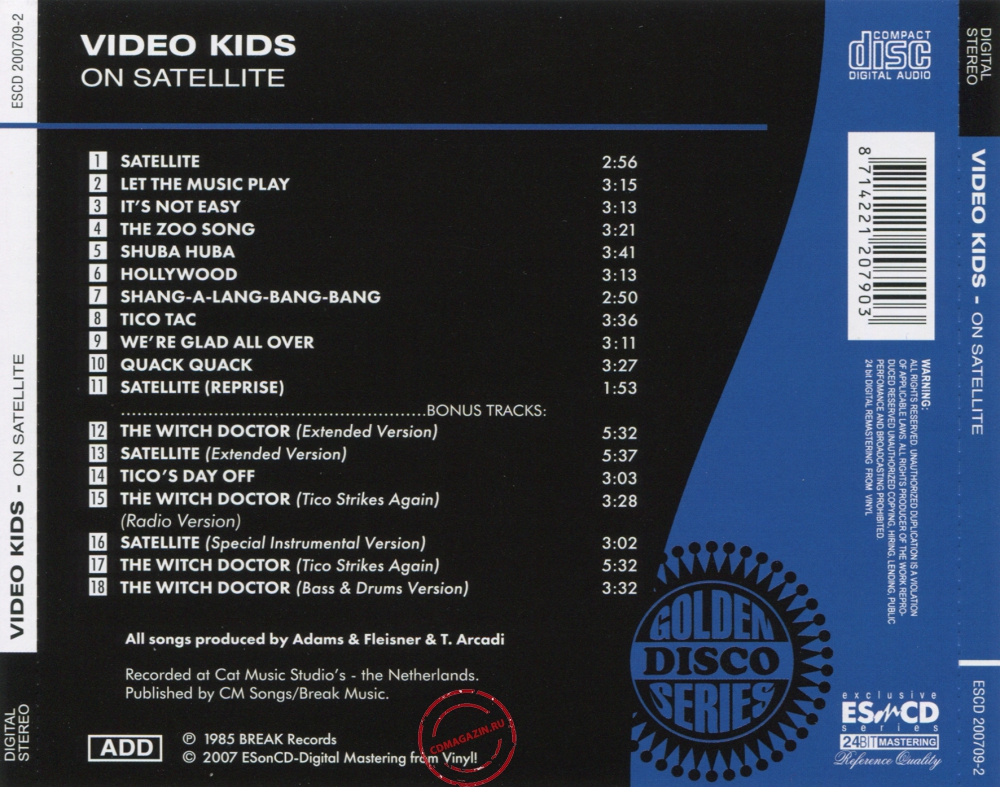 ESCD 200709-2
VIDEO KIDS - ON SATELLITE
DIGITAL
STEREO
VIDEO KIDS
ON SATELLITE
1 SATELLITE 2:56
2 LET THE MUSIC PLAY 3:15
3 IT'S NOT EASY 3:13
4 THE ZOO SONG 3:21
5 SHUBA HUBA 3:41
6 HOLLYWOOD 3:13
7 SHANG-A-LANG-BANG-BANG 2:50
8 TICO TAC 3:36
9 WE'RE GLAD ALL OVER 3:11
10 QUACK QUACK 3:27
11 SATELLITE (REPRISE) 1:53
.........................................................BONUS TRACKS:
12 THE WITCH DOCTOR (Extended Version) 5:32
13 SATELLITE (Extended Version) 5:37
14 TICO'S DAY OFF 3:03
15 THE WITCH DOCTOR (Tico Strikes Again) 3:28
(Radio Version)
16 SATELLITE (Special Instrumental Version) 3:02
17 THE WITCH DOCTOR (Tico Strikes Again) 5:32
18 THE WITCH DOCTOR (Bass & Drums Version) 3:32
All songs produced by Adams & Fleisner & T. Arcadi
Recorded at Cat Music Studio's - the Netherlands.
Published by CM Songs/Break Music.
ADD
℗ 1985 BREAK Records
© 2007 ESonCD-Digital Mastering from Vinyl!
CDMAGAZIN.RU
GOLDEN
DISCO
SERIES
COMPACT
disc
DIGITAL AUDIO
8 714221 207903
WARNING:
ALL RIGHTS RESERVED. UNAUTHORIZED DUPLICATION IS A VIOLATION
OF APPLICABLE LAWS. ALL RIGHTS PRODUCER OF THE WORK REPRO-
DUCED RESERVED UNAUTHORIZED COPYING, HIRING, LENDING, PUBLIC
PERFOMANCE AND BROADCASTING PROHIBITED.
24 bit DIGITAL REMASTERING FROM VINYL
exclusive
ESonCD
series
24BIT MASTERING
Reference Quality
DIGITAL
STEREO
VIDEO KIDS - ON SATELLITE
ESCD 200709-2